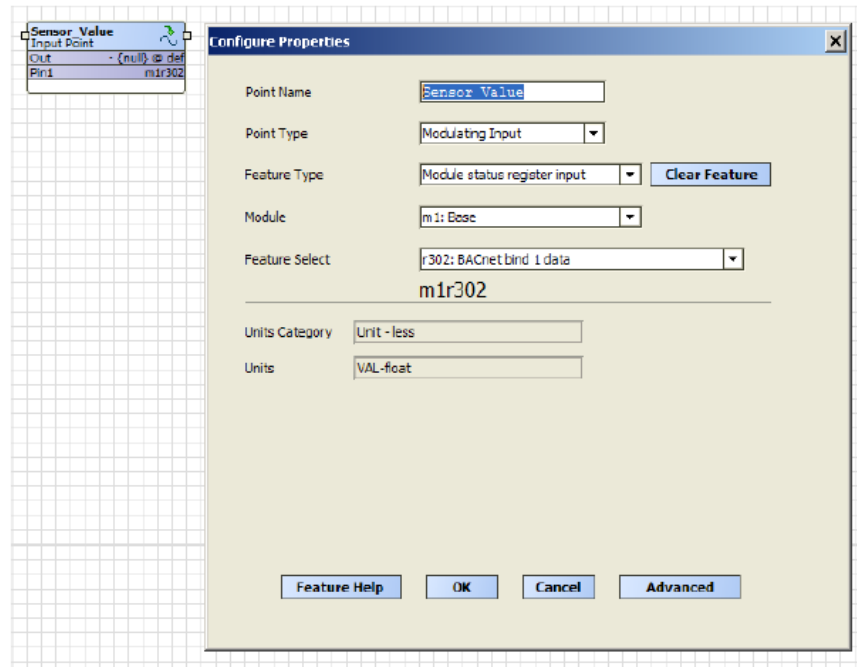 Sensor_Value
Input Point
Out - {null} @ def
Pin1 m1r302
Configure Properties
Point Name Sensor_Value
Point Type Modulating Input
Feature Type Module status register input Clear Feature
Module m1: Base
Feature Select r302: BACnet bind 1 data
m1r302
Units Category Unit - less
Units VAL-float
Feature Help OK Cancel Advanced